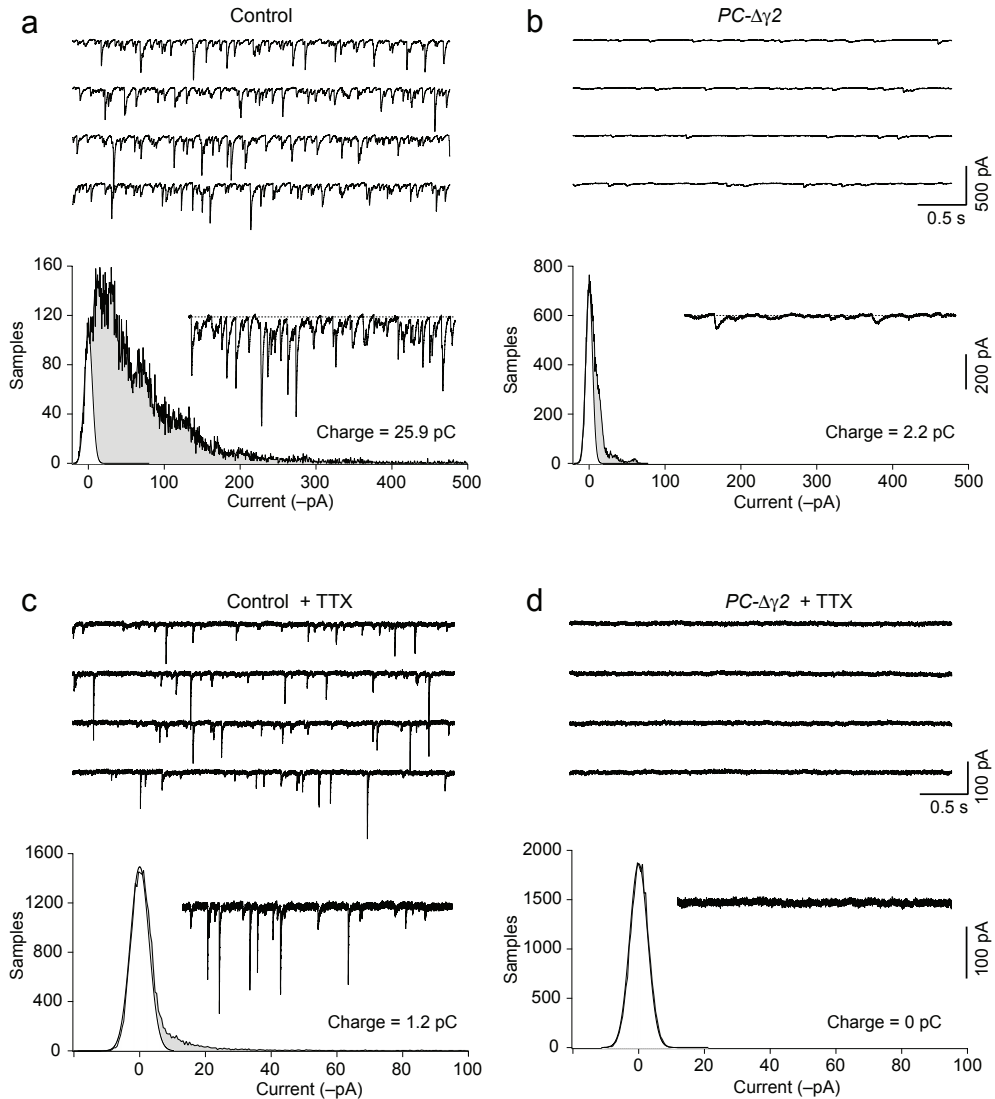 a
Control
b
PC-Δγ2
500 pA
0.5 s
160
120
80
40
0
Samples
Charge = 25.9 pC
0 100 200 300 400 500
Current (–pA)
800
600
400
200
0
Samples
200 pA
Charge = 2.2 pC
0 100 200 300 400 500
Current (–pA)
c
Control + TTX
d
PC-Δγ2 + TTX
100 pA
0.5 s
1600
1200
800
400
0
Samples
Charge = 1.2 pC
0 20 40 60 80 100
Current (–pA)
2000
1500
1000
500
0
Samples
100 pA
Charge = 0 pC
0 20 40 60 80 100
Current (–pA)